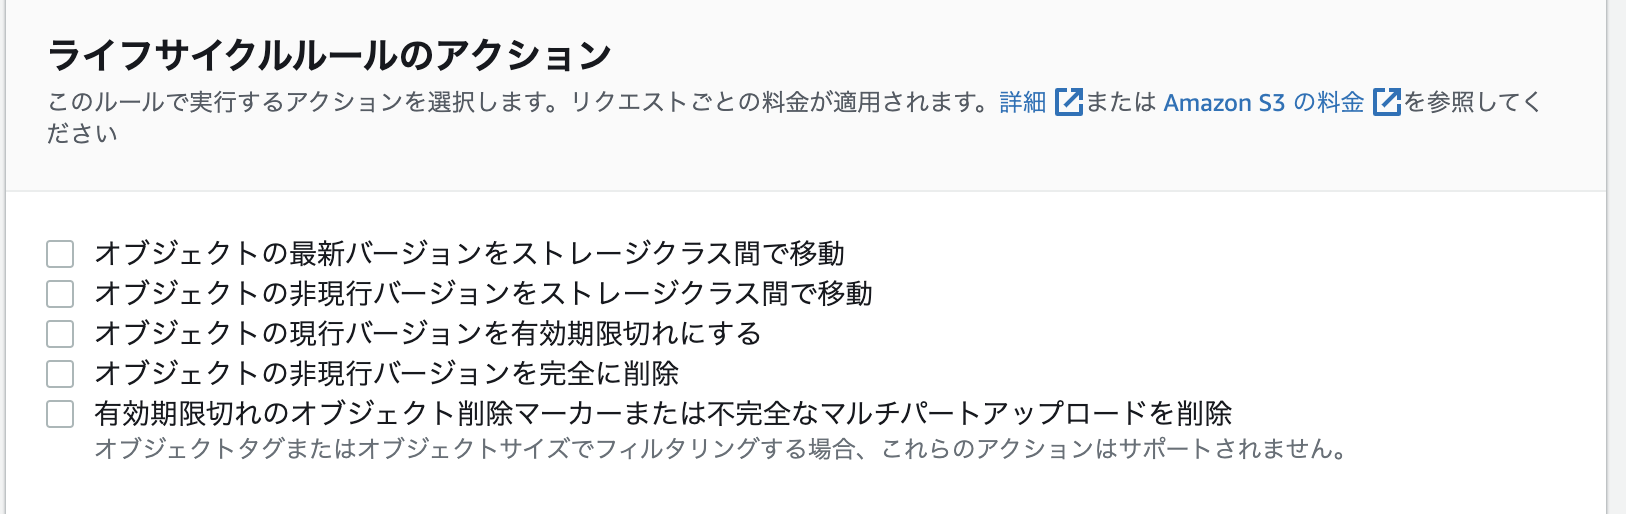 ライフサイクルルールのアクション
このルールで実行するアクションを選択します。リクエストごとの料金が適用されます。詳細 または Amazon S3 の料金 を参照してく
ださい
オブジェクトの最新バージョンをストレージクラス間で移動
オブジェクトの非現行バージョンをストレージクラス間で移動
オブジェクトの現行バージョンを有効期限切れにする
オブジェクトの非現行バージョンを完全に削除
有効期限切れのオブジェクト削除マーカーまたは不完全なマルチパートアップロードを削除
オブジェクトタグまたはオブジェクトサイズでフィルタリングする場合、これらのアクションはサポートされません。